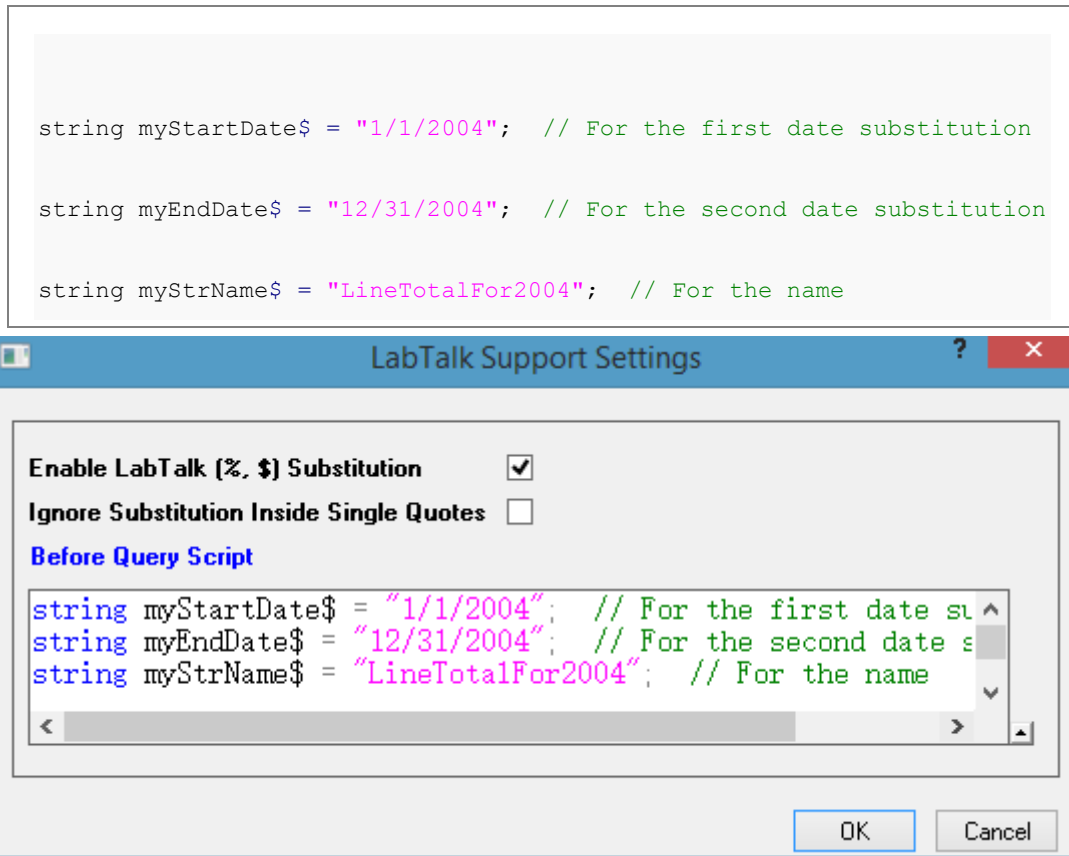 string myStartDate$ = "1/1/2004";  // For the first date substitution
string myEndDate$ = "12/31/2004";  // For the second date substitution
string myStrName$ = "LineTotalFor2004";  // For the name
LabTalk Support Settings
?
Enable LabTalk (%, $) Substitution
Ignore Substitution Inside Single Quotes
Before Query Script
string myStartDate$ = "1/1/2004";  // For the first date su
string myEndDate$ = "12/31/2004";  // For the second date s
string myStrName$ = "LineTotalFor2004";  // For the name
OK Cancel